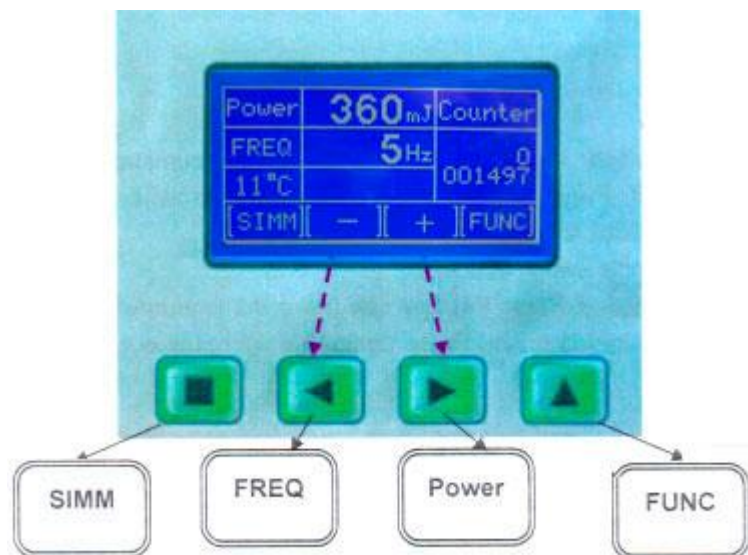 Power 360mJ Counter
FREQ 5Hz 0
11°C 001497
[SIMM][ − ][ + ][FUNC]
SIMM
FREQ
Power
FUNC